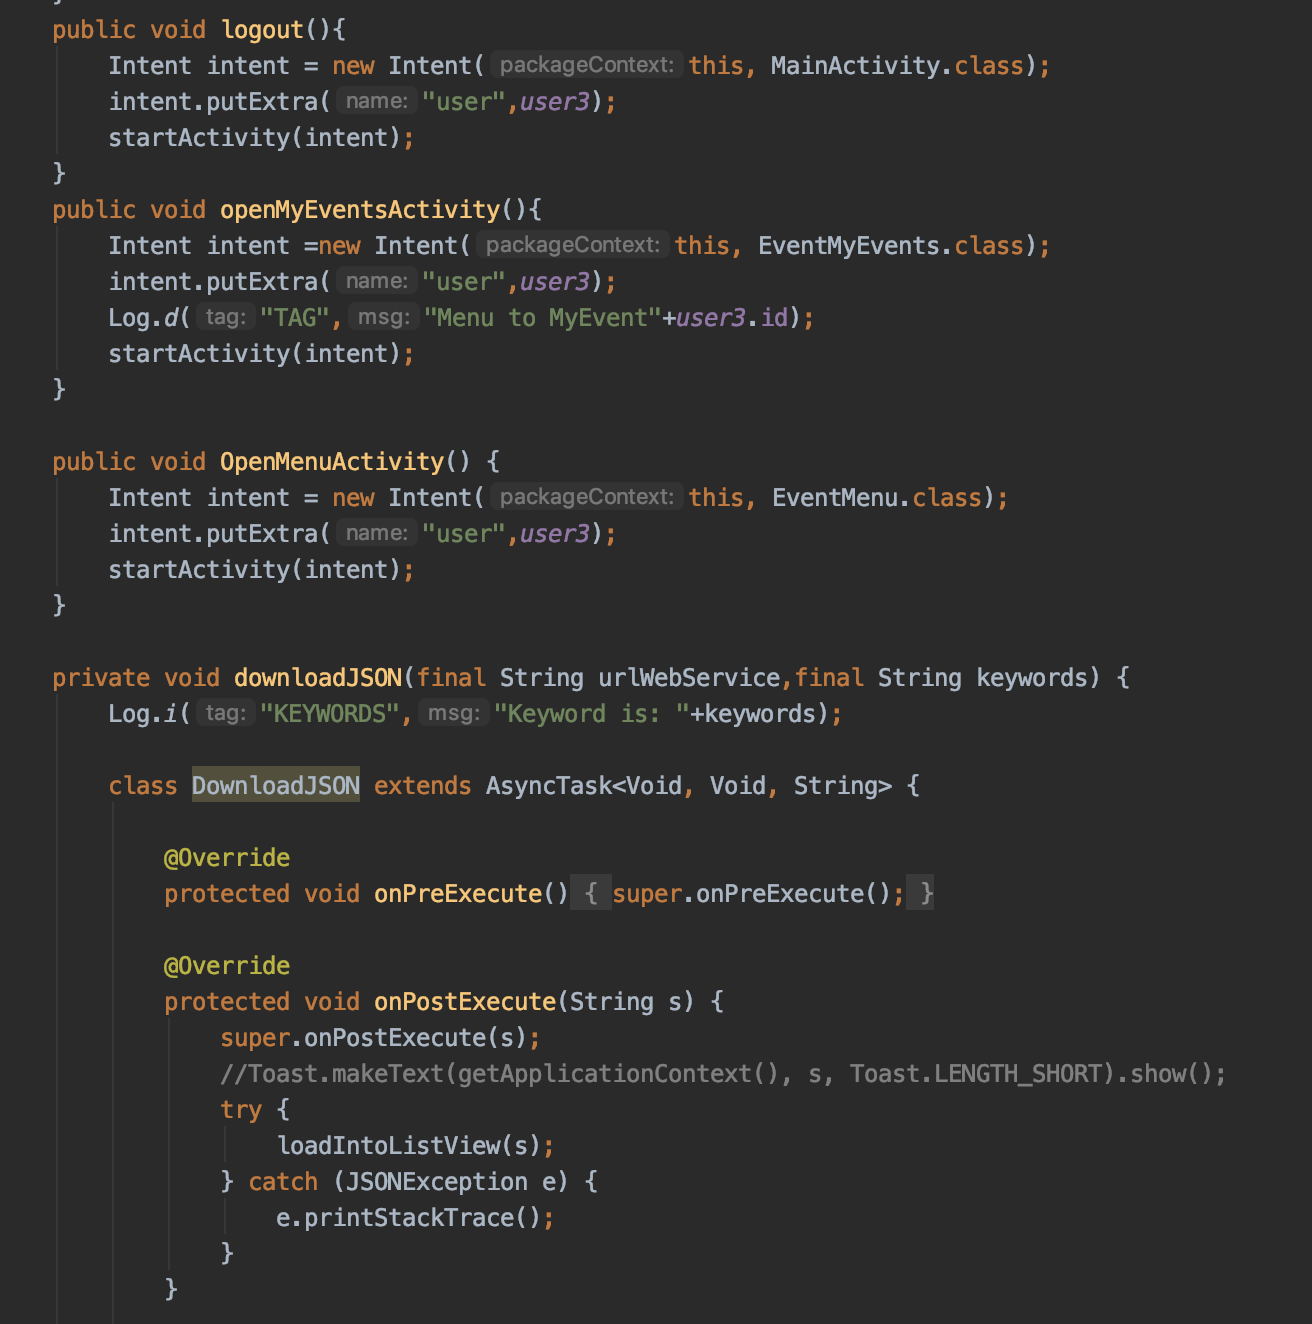 }
public void logout(){
    Intent intent = new Intent( packageContext: this, MainActivity.class);
    intent.putExtra( name: "user",user3);
    startActivity(intent);
}
public void openMyEventsActivity(){
    Intent intent =new Intent( packageContext: this, EventMyEvents.class);
    intent.putExtra( name: "user",user3);
    Log.d( tag: "TAG", msg: "Menu to MyEvent"+user3.id);
    startActivity(intent);
}
public void OpenMenuActivity() {
    Intent intent = new Intent( packageContext: this, EventMenu.class);
    intent.putExtra( name: "user",user3);
    startActivity(intent);
}
private void downloadJSON(final String urlWebService,final String keywords) {
    Log.i( tag: "KEYWORDS", msg: "Keyword is: "+keywords);
    class DownloadJSON extends AsyncTask<Void, Void, String> {
        @Override
        protected void onPreExecute() { super.onPreExecute(); }
        @Override
        protected void onPostExecute(String s) {
            super.onPostExecute(s);
            //Toast.makeText(getApplicationContext(), s, Toast.LENGTH_SHORT).show();
            try {
                loadIntoListView(s);
            } catch (JSONException e) {
                e.printStackTrace();
            }
        }